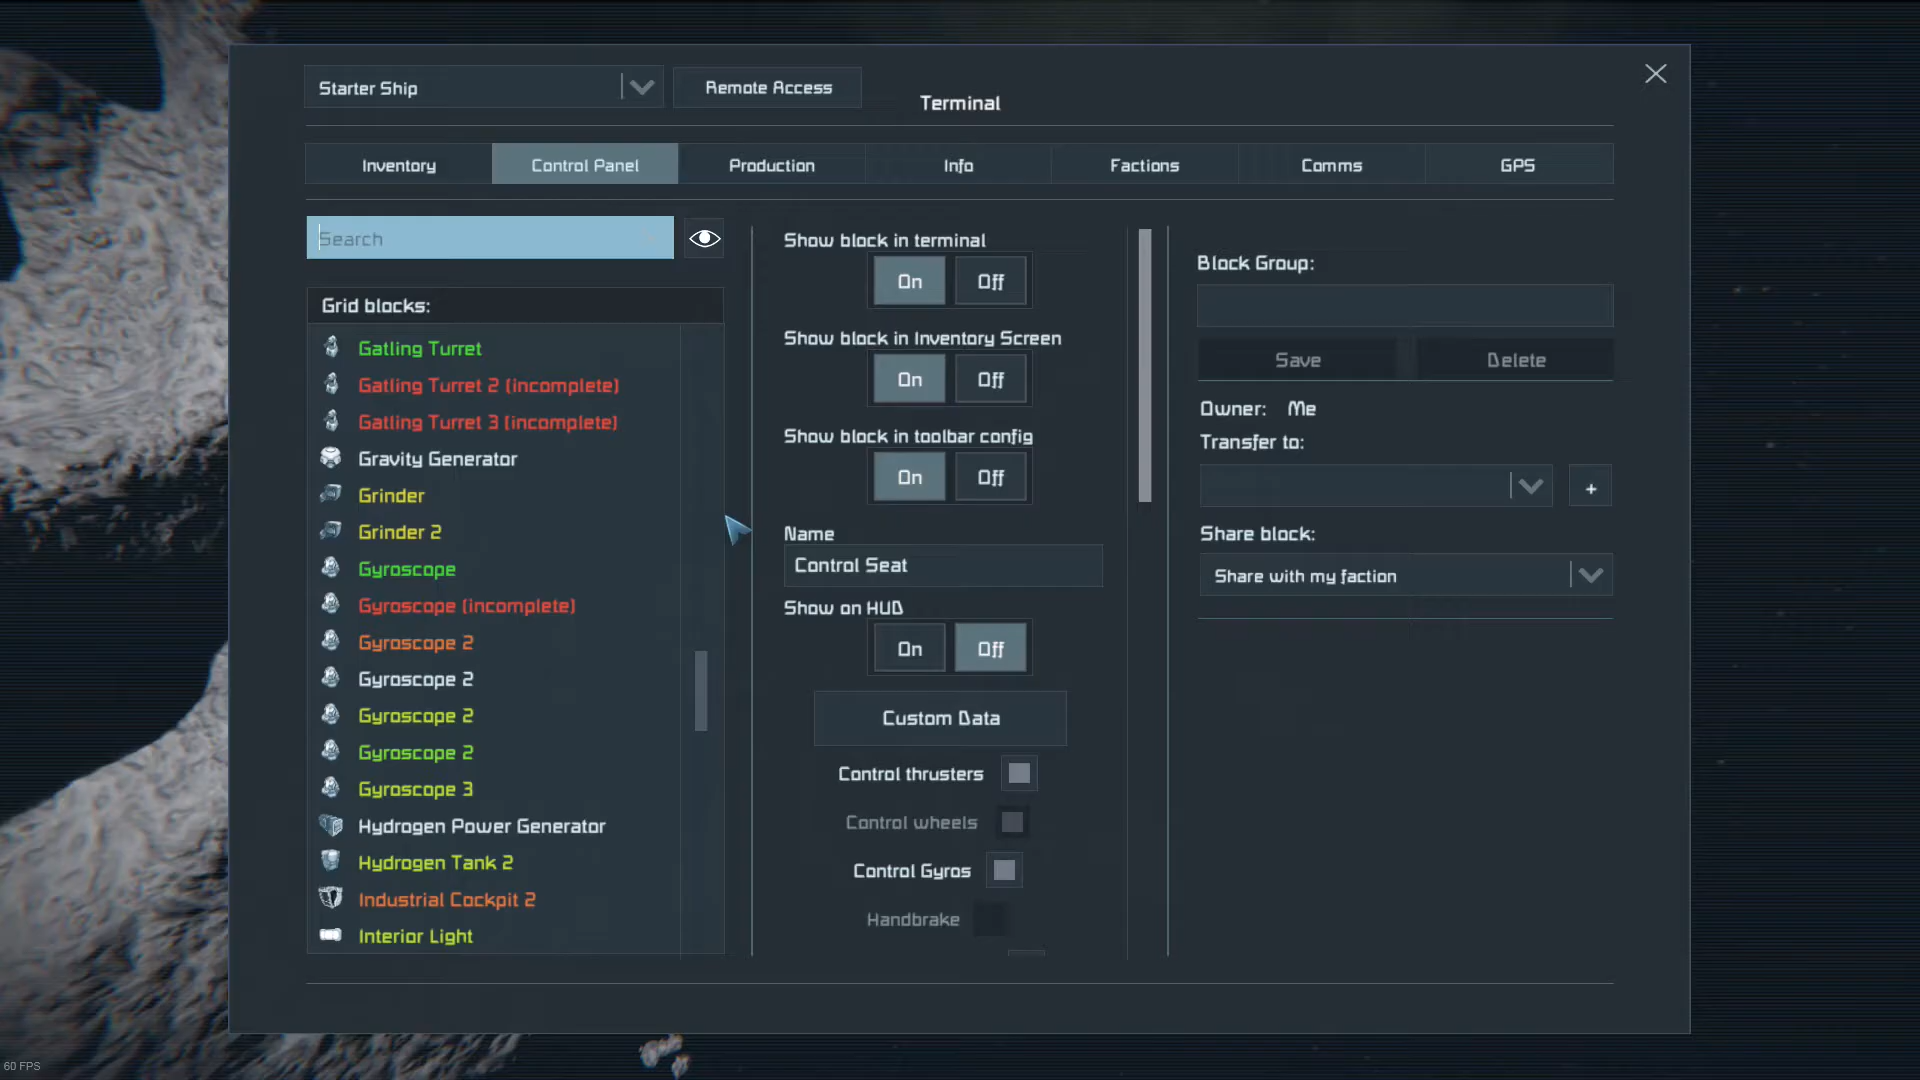 Starter Ship
Remote Access
Terminal
Inventory
Control Panel
Production
Info
Factions
Comms
GPS
Search
Grid blocks:
Gatling Turret
Gatling Turret 2 (incomplete)
Gatling Turret 3 (incomplete)
Gravity Generator
Grinder
Grinder 2
Gyroscope
Gyroscope (incomplete)
Gyroscope 2
Gyroscope 2
Gyroscope 2
Gyroscope 2
Gyroscope 3
Hydrogen Power Generator
Hydrogen Tank 2
Industrial Cockpit 2
Interior Light
Show block in terminal
On Off
Show block in Inventory Screen
On Off
Show block in toolbar config
On Off
Name
Control Seat
Show on HUD
On Off
Custom Data
Control thrusters
Control wheels
Control Gyros
Handbrake
Block Group:
Save Delete
Owner: Me
Transfer to:
+
Share block:
Share with my faction
60 FPS